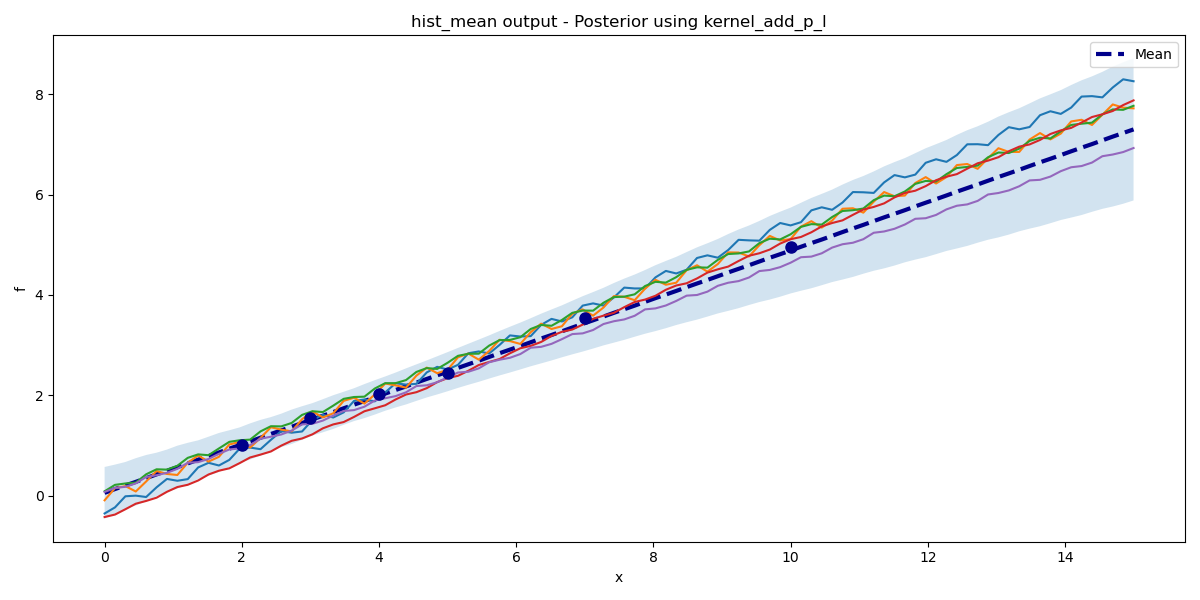 hist_mean output - Posterior using kernel_add_p_l
Mean
f
8
6
4
2
0
0 2 4 6 8 10 12 14
x